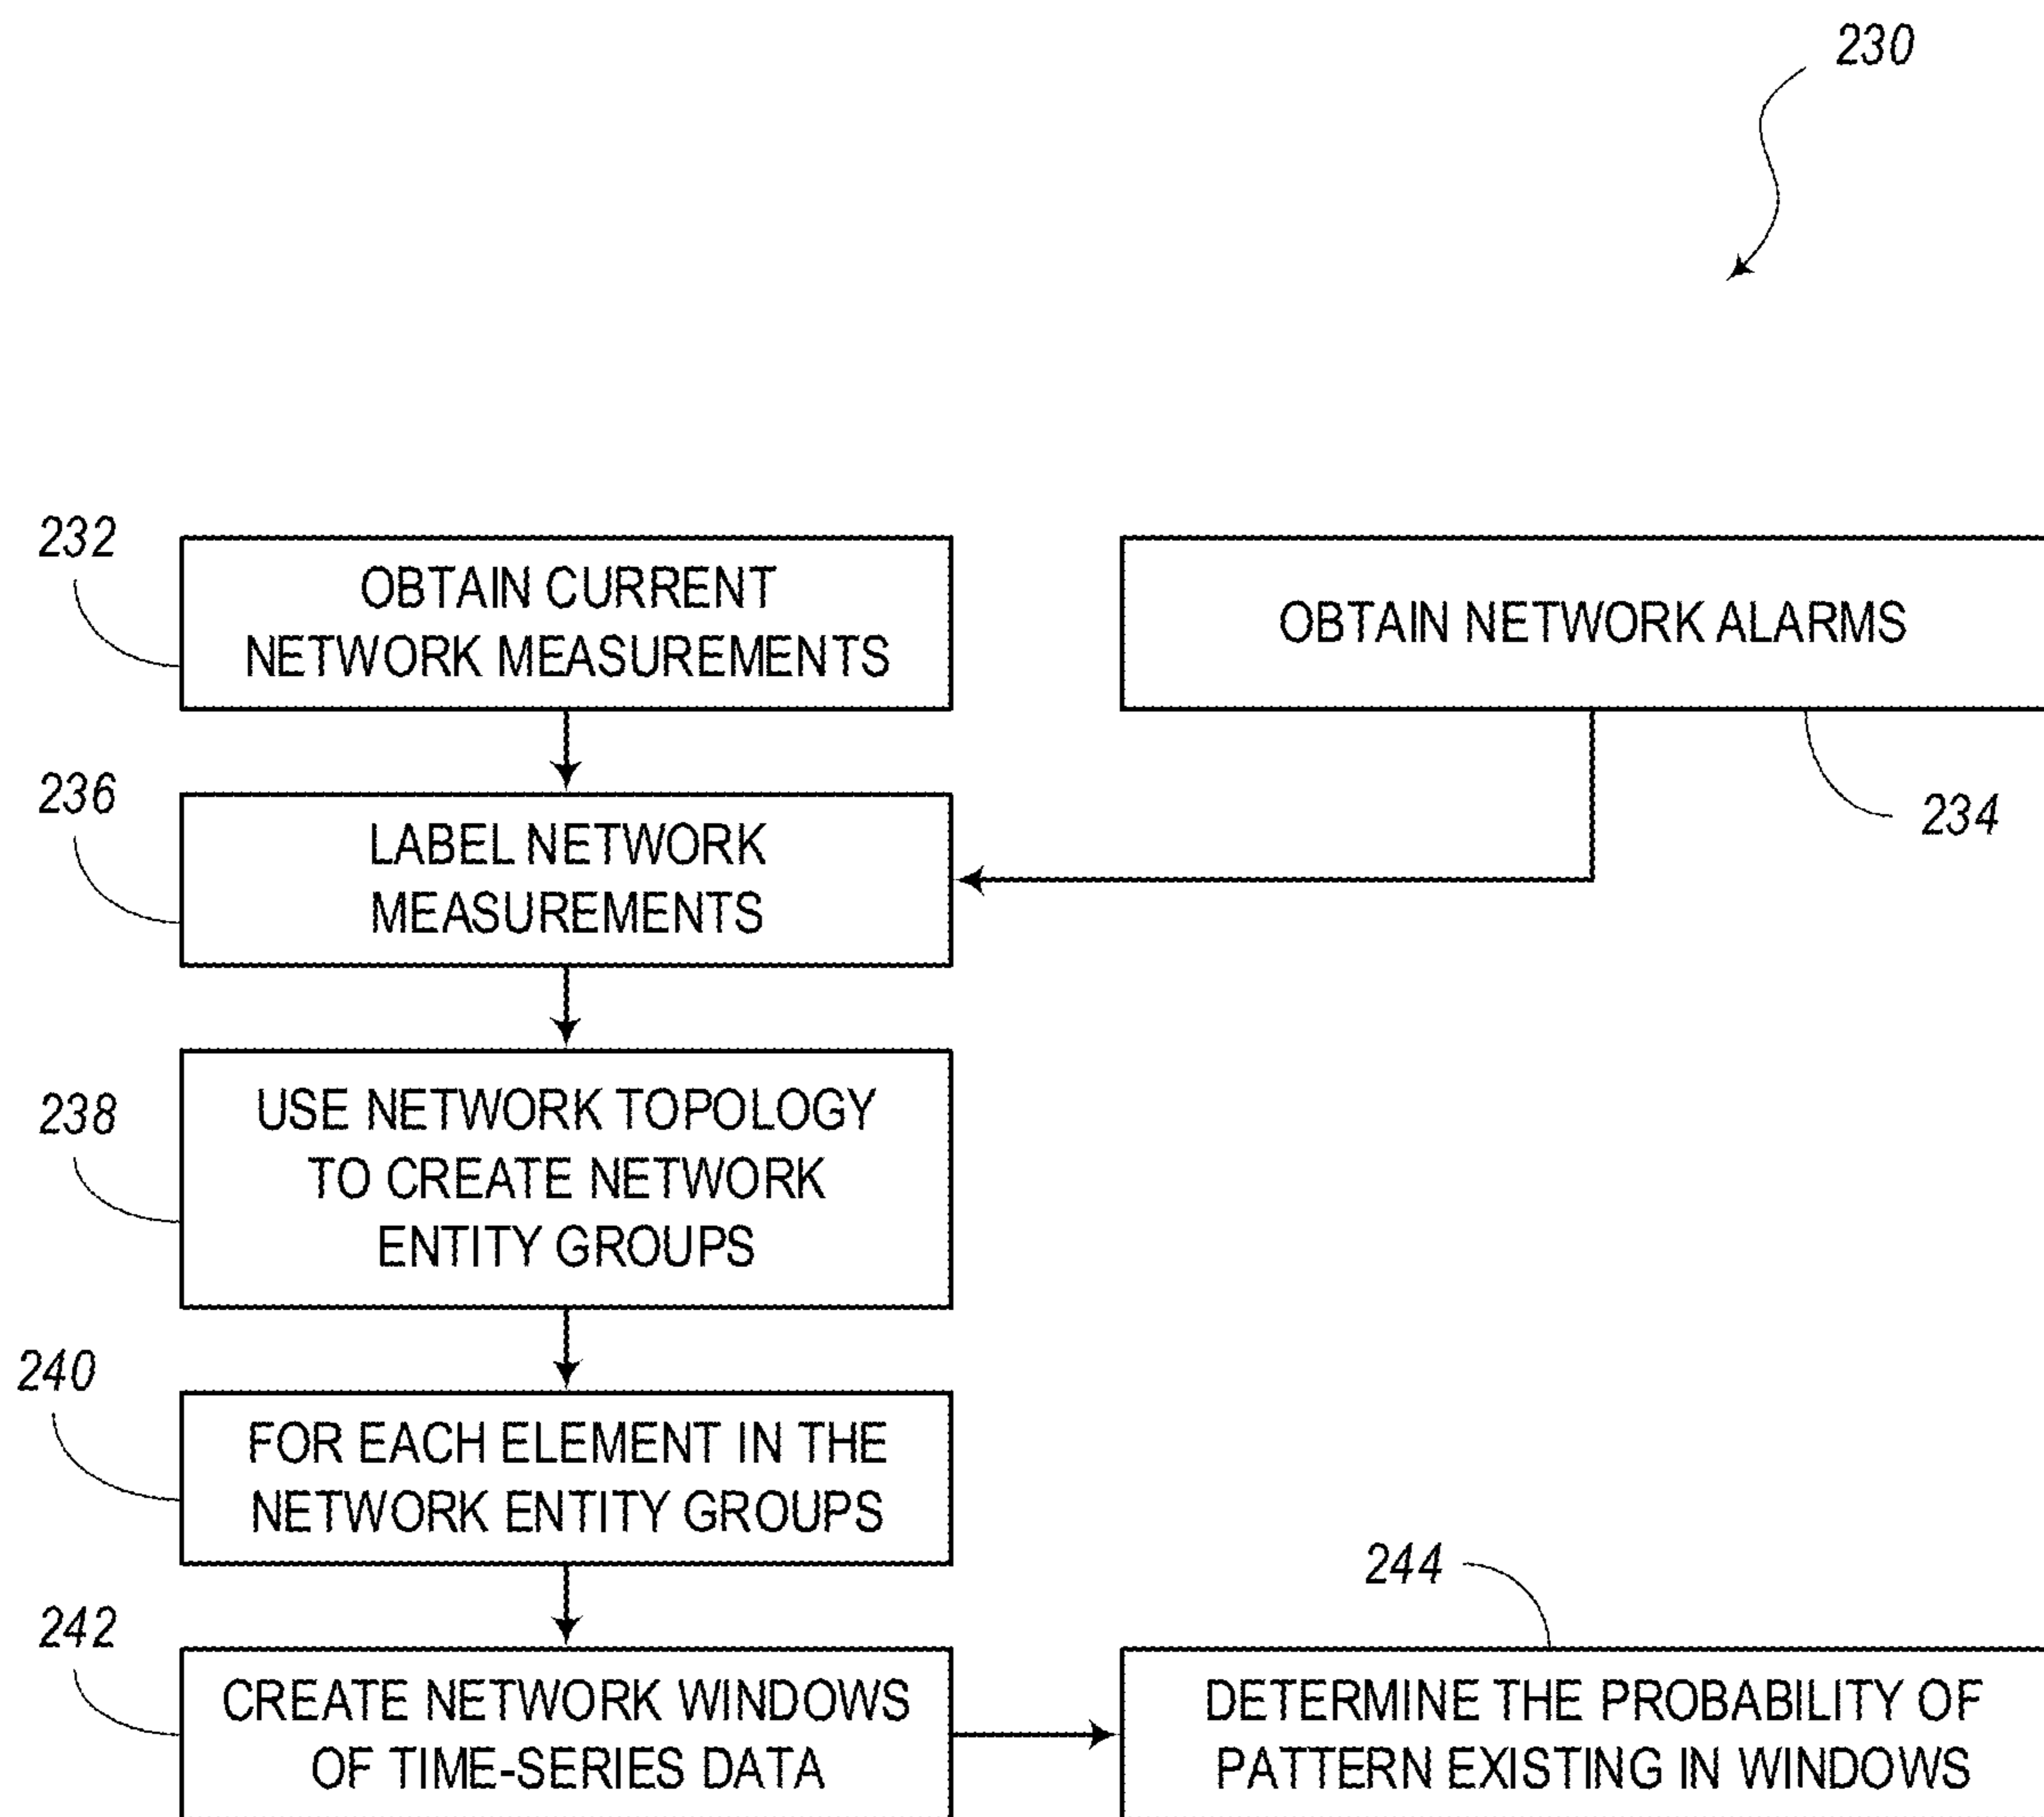 230
232
OBTAIN CURRENT
NETWORK MEASUREMENTS
OBTAIN NETWORK ALARMS
234
236
LABEL NETWORK
MEASUREMENTS
238
USE NETWORK TOPOLOGY
TO CREATE NETWORK
ENTITY GROUPS
240
FOR EACH ELEMENT IN THE
NETWORK ENTITY GROUPS
242
CREATE NETWORK WINDOWS
OF TIME-SERIES DATA
244
DETERMINE THE PROBABILITY OF
PATTERN EXISTING IN WINDOWS